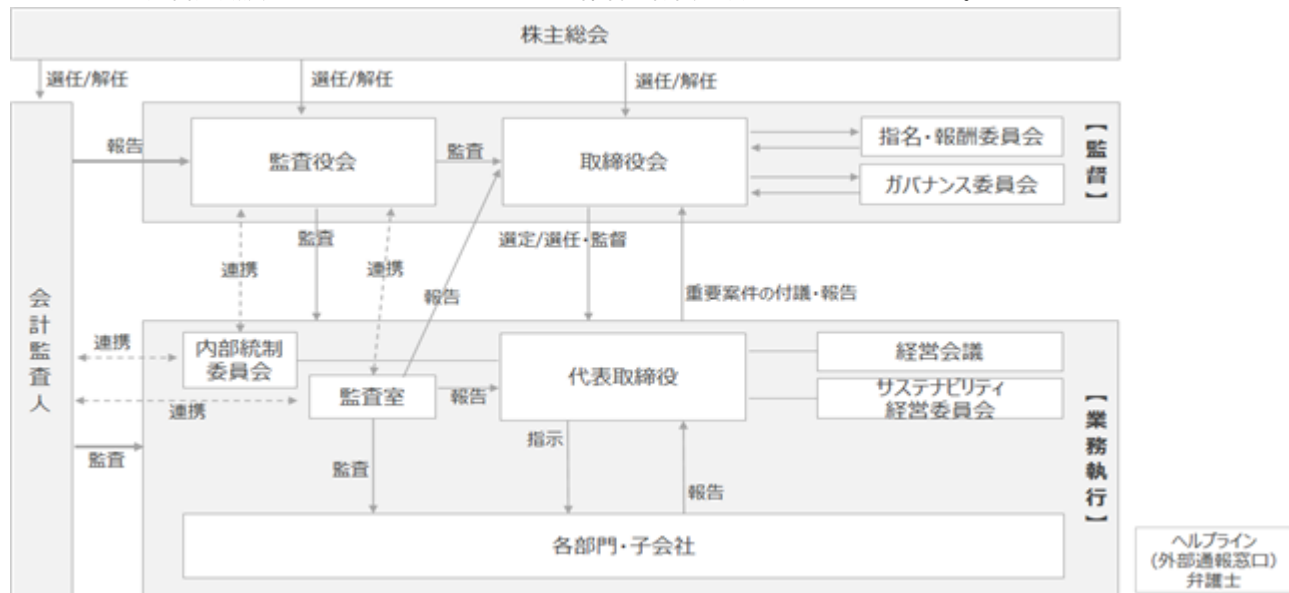 株主総会
選任/解任
選任/解任
選任/解任
報告
監査役会
監査
取締役会
指名・報酬委員会
ガバナンス委員会
【監督】
監査
選定/選任・監督
連携
連携
報告
重要案件の付議・報告
会計監査人
連携
内部統制
委員会
代表取締役
経営会議
監査室
報告
サステナビリティ
経営委員会
連携
監査
指示
監査
報告
【業務執行】
各部門・子会社
ヘルプライン
(外部通報窓口)
弁護士